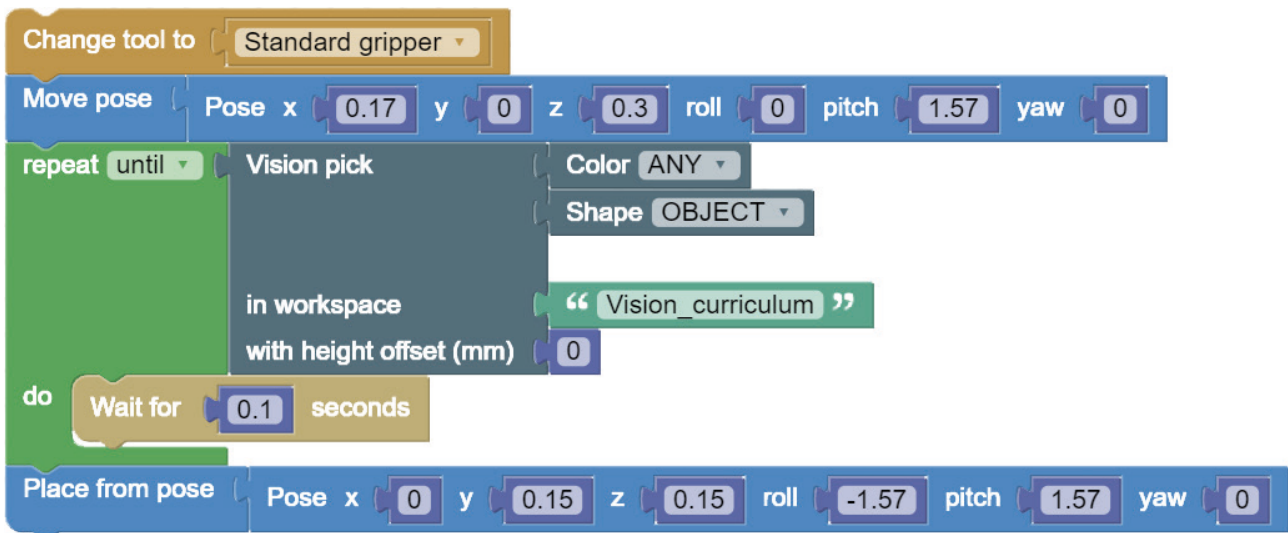 Change tool to Standard gripper
Move pose Pose x 0.17 y 0 z 0.3 roll 0 pitch 1.57 yaw 0
repeat until Vision pick Color ANY
Shape OBJECT
in workspace “ Vision_curriculum ”
with height offset (mm) 0
do Wait for 0.1 seconds
Place from pose Pose x 0 y 0.15 z 0.15 roll -1.57 pitch 1.57 yaw 0